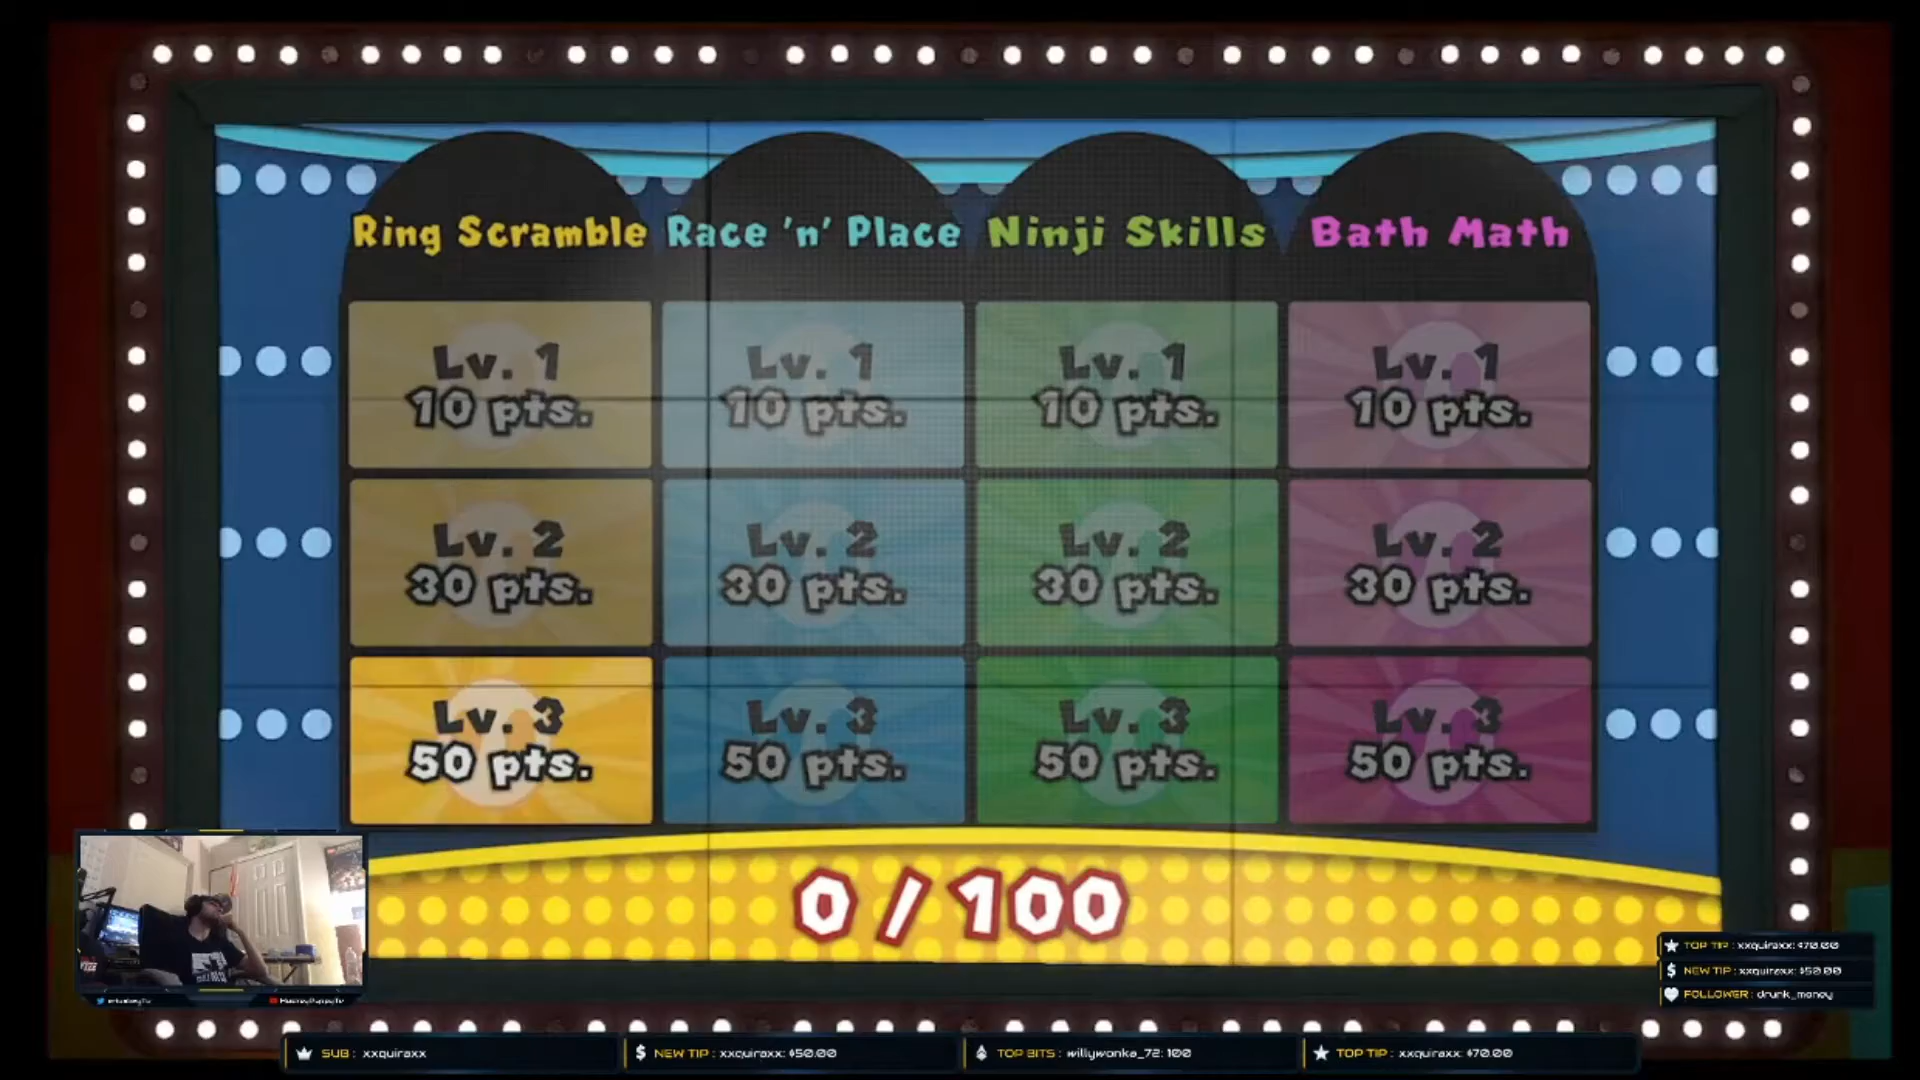 Ring Scramble Race 'n' Place Ninji Skills Bath Math
Lv. 1 Lv. 1 Lv. 1 Lv. 1
10 pts. 10 pts. 10 pts. 10 pts.
Lv. 2 Lv. 2 Lv. 2 Lv. 2
30 pts. 30 pts. 30 pts. 30 pts.
Lv. 3 Lv. 3 Lv. 3 Lv. 3
50 pts. 50 pts. 50 pts. 50 pts.
0 / 100
TOP TIP : xxquiraxx: $70.00
NEW TIP : xxquiraxx: $50.00
FOLLOWER : drunk_money
SUB : xxquiraxx NEW TIP : xxquiraxx: $50.00 TOP BITS : willywonka_72: 100 TOP TIP : xxquiraxx: $70.00